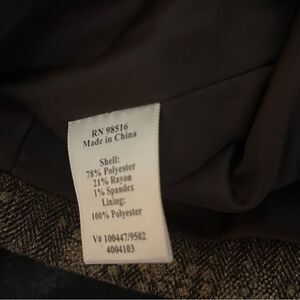 RN 98516
Made in China
Shell:
78% Polyester
21% Rayon
1% Spandex
Lining:
100% Polyester
V# 100447/9502
4004103